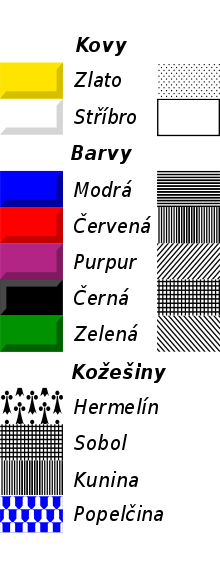 Kovy
Zlato
Stříbro
Barvy
Modrá
Červená
Purpur
Černá
Zelená
Kožešiny
Hermelín
Sobol
Kunina
Popelčina